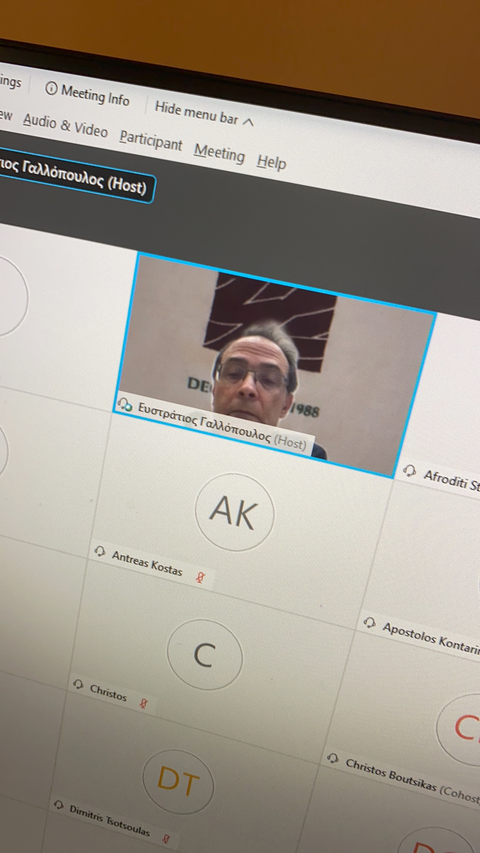 ings
Meeting Info
Hide menu bar
ew
Audio & Video
Participant
Meeting
Help
τιος Γαλλόπουλος (Host)
DE
1988
Ευστράτιος Γαλλόπουλος (Host)
Afroditi St
AK
Antreas Kostas
Apostolos Kontarin
C
Christos
C
Christos Boutsikas (Cohost
DT
Dimitris Tsotsoulas